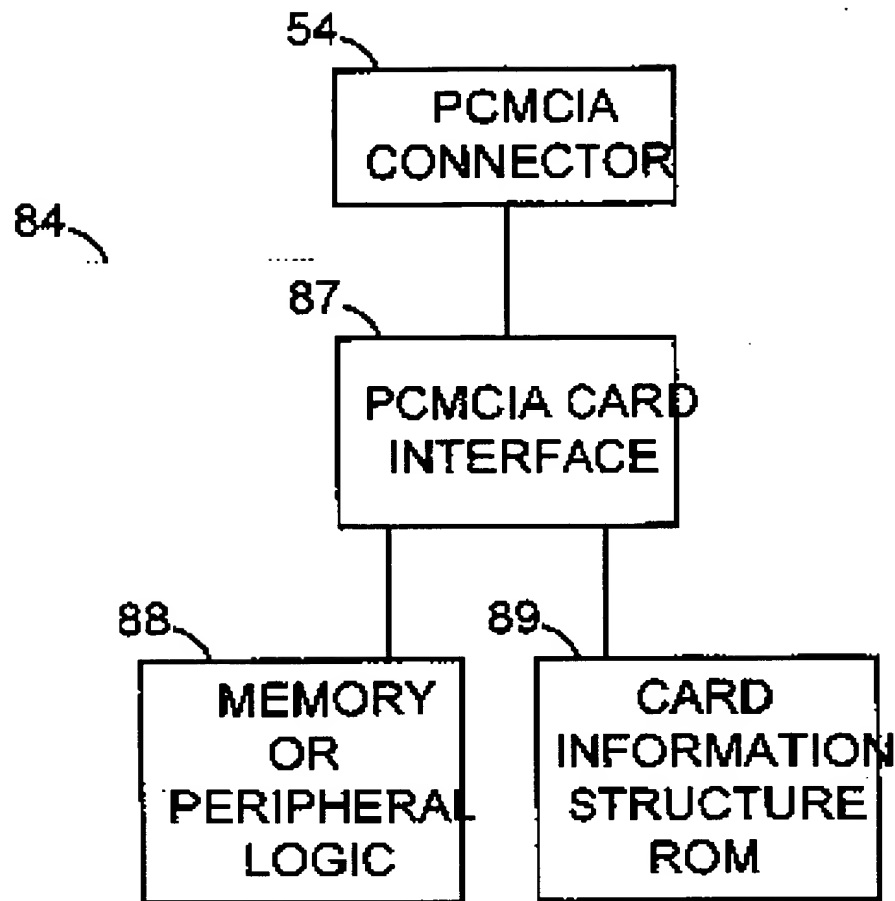 54
PCMCIA
CONNECTOR
84
87
PCMCIA CARD
INTERFACE
88
MEMORY
OR
PERIPHERAL
LOGIC
89
CARD
INFORMATION
STRUCTURE
ROM